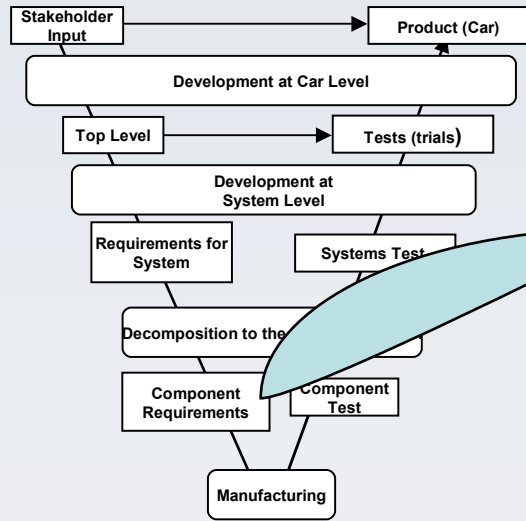 Stakeholder
Input
Product (Car)
Development at Car Level
Top Level
Tests (trials)
Development at
System Level
Requirements for
System
Systems Test
Decomposition to the
Component
Requirements
Component
Test
Manufacturing